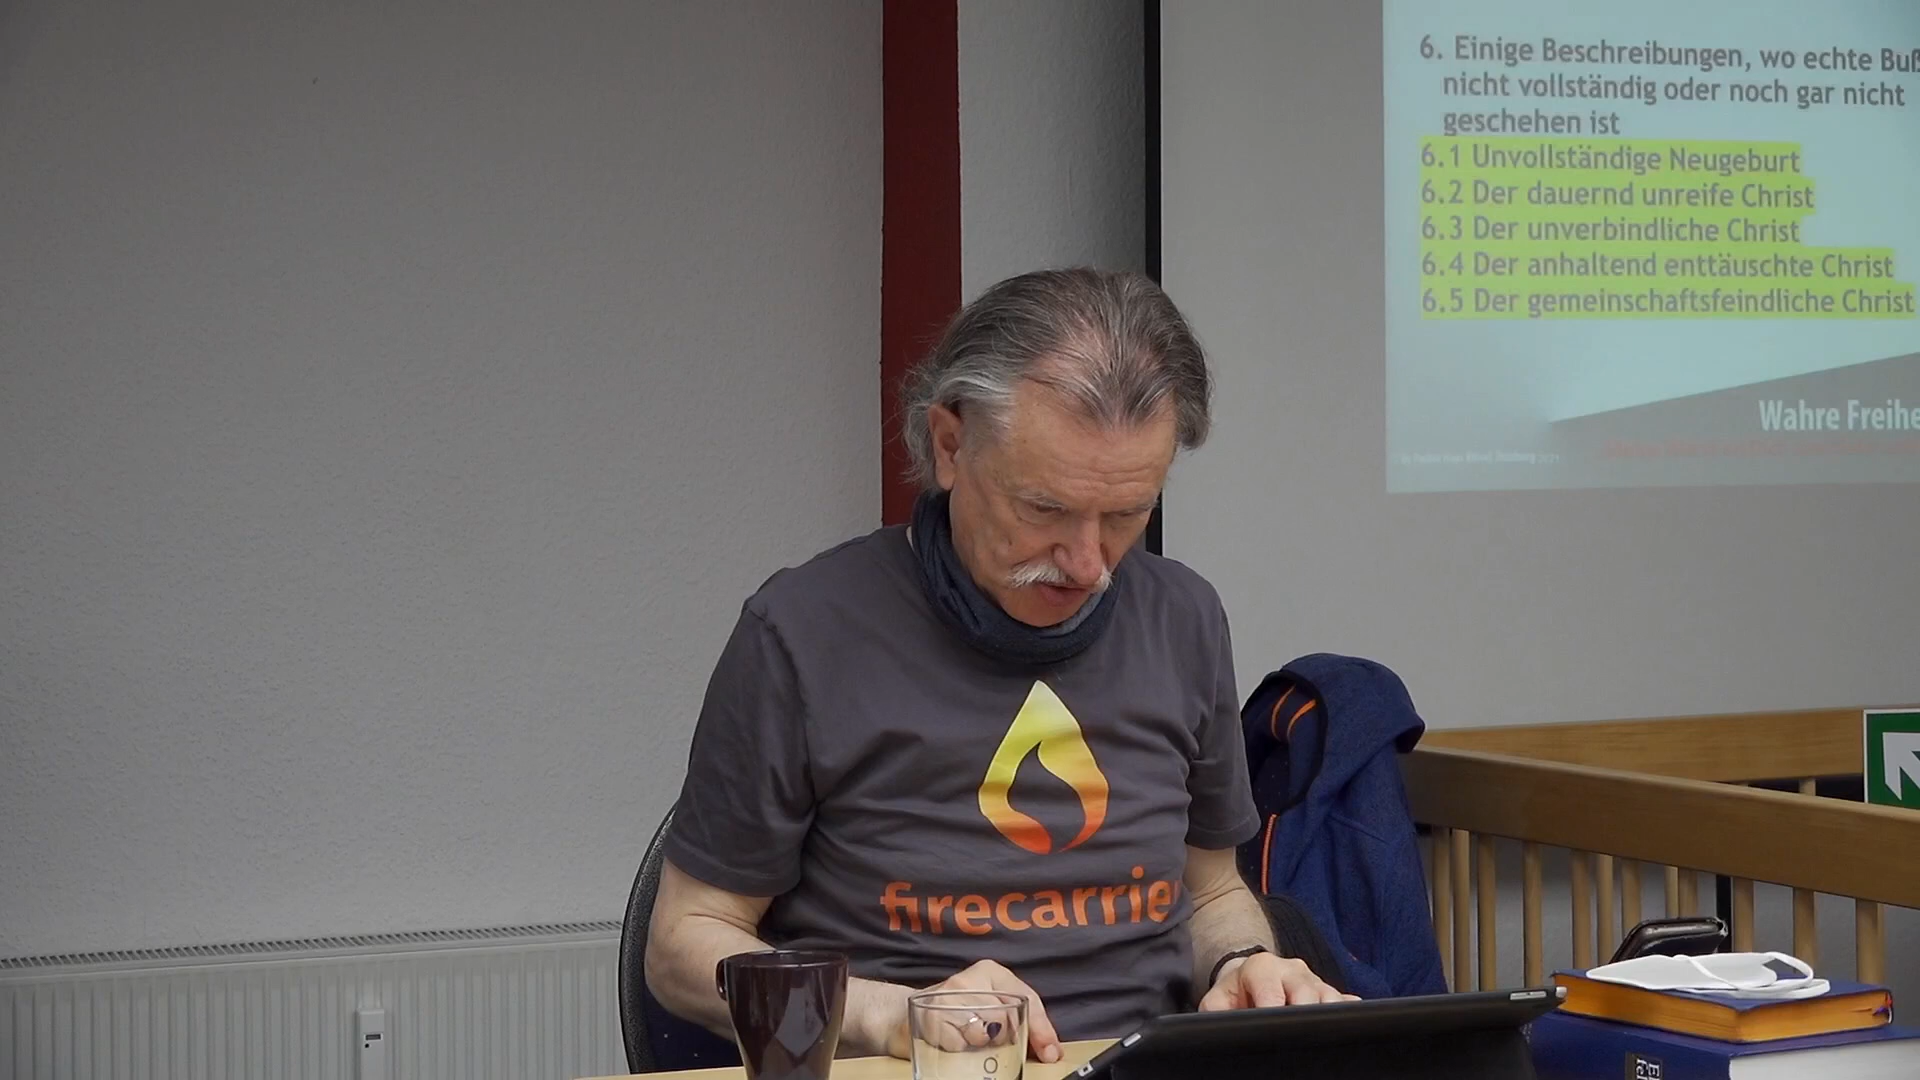 6. Einige Beschreibungen, wo echte Buß
nicht vollständig oder noch gar nicht
geschehen ist
6.1 Unvollständige Neugeburt
6.2 Der dauernd unreife Christ
6.3 Der unverbindliche Christ
6.4 Der anhaltend enttäuschte Christ
6.5 Der gemeinschaftsfeindliche Christ
Wahre Freihe
firecarrier